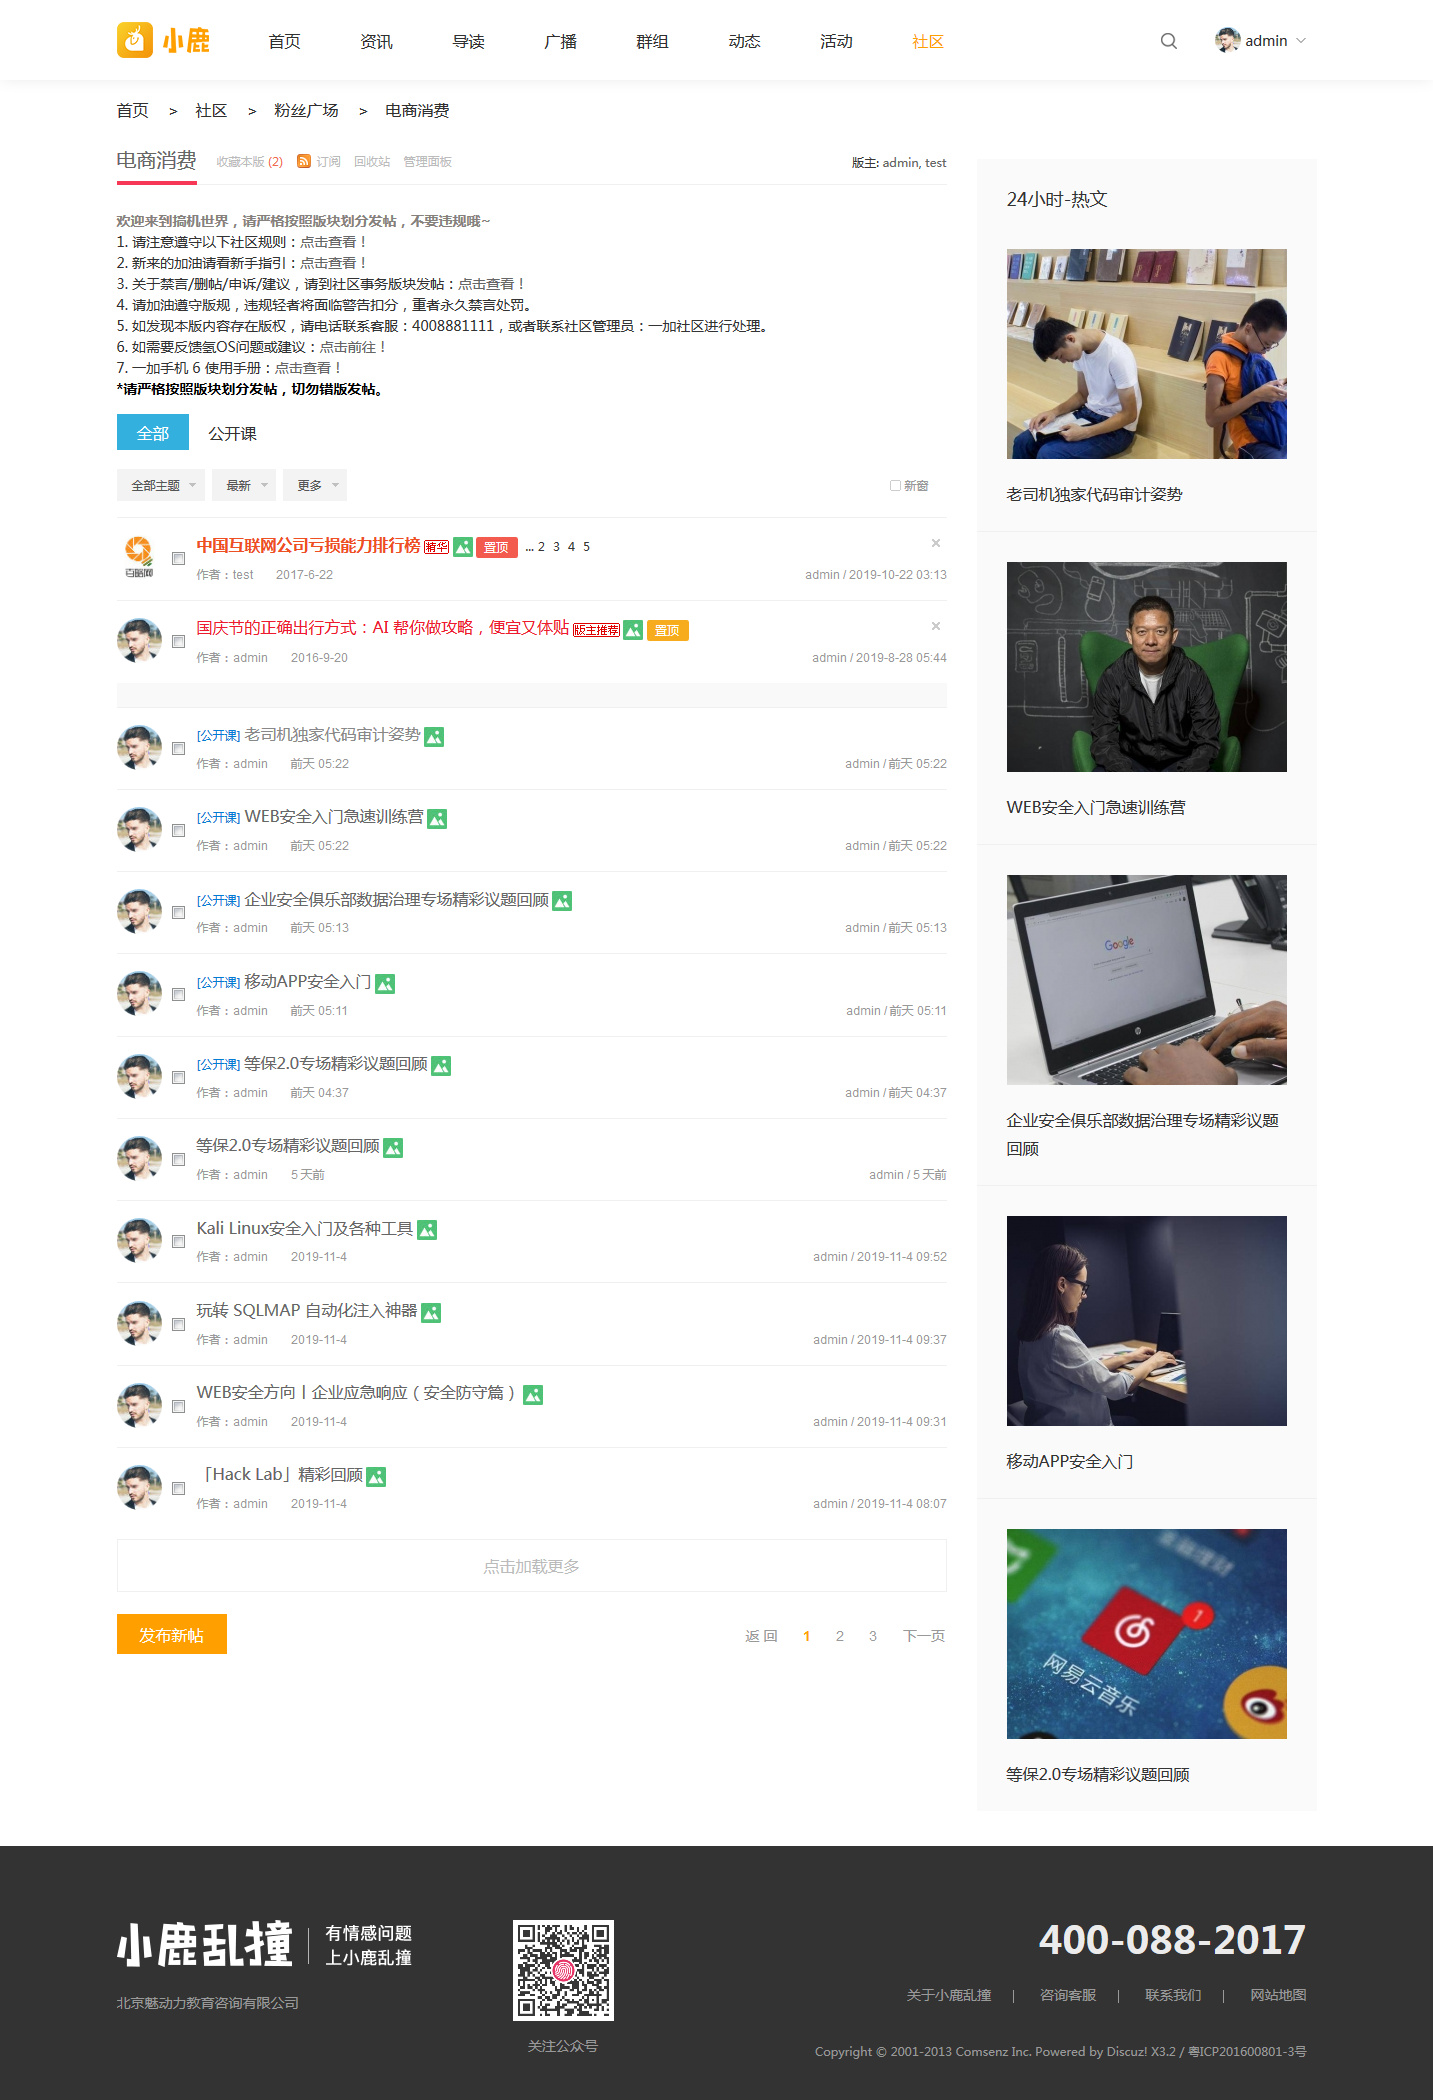 小鹿 首页 资讯 导读 广播 群组 动态 活动 社区 admin
首页 > 社区 > 粉丝广场 > 电商消费
电商消费 收藏本版 (2) 订阅 回收站 管理面板 版主: admin, test
欢迎来到搞机世界，请严格按照版块划分发帖，不要违规哦~
1. 请注意遵守以下社区规则：点击查看！
2. 新来的加油请看新手指引：点击查看！
3. 关于禁言/删帖/申诉/建议，请到社区事务版块发帖：点击查看！
4. 请加油遵守版规，违规轻者将面临警告扣分，重者永久禁言处罚。
5. 如发现本版内容存在版权，请电话联系客服：4008881111，或者联系社区管理员：一加社区进行处理。
6. 如需要反馈氢OS问题或建议：点击前往！
7. 一加手机 6 使用手册：点击查看！
*请严格按照版块划分发帖，切勿错版发帖。
全部 公开课
全部主题 最新 更多 新窗
百略网
中国互联网公司亏损能力排行榜 精华 置顶 ... 2 3 4 5
作者：test 2017-6-22 admin / 2019-10-22 03:13
国庆节的正确出行方式：AI 帮你做攻略，便宜又体贴 版主推荐 置顶
作者：admin 2016-9-20 admin / 2019-8-28 05:44
[公开课] 老司机独家代码审计姿势
作者：admin 前天 05:22 admin / 前天 05:22
[公开课] WEB安全入门急速训练营
作者：admin 前天 05:22 admin / 前天 05:22
[公开课] 企业安全俱乐部数据治理专场精彩议题回顾
作者：admin 前天 05:13 admin / 前天 05:13
[公开课] 移动APP安全入门
作者：admin 前天 05:11 admin / 前天 05:11
[公开课] 等保2.0专场精彩议题回顾
作者：admin 前天 04:37 admin / 前天 04:37
等保2.0专场精彩议题回顾
作者：admin 5 天前 admin / 5 天前
Kali Linux安全入门及各种工具
作者：admin 2019-11-4 admin / 2019-11-4 09:52
玩转 SQLMAP 自动化注入神器
作者：admin 2019-11-4 admin / 2019-11-4 09:37
WEB安全方向丨企业应急响应（安全防守篇）
作者：admin 2019-11-4 admin / 2019-11-4 09:31
「Hack Lab」精彩回顾
作者：admin 2019-11-4 admin / 2019-11-4 08:07
点击加载更多
发布新帖 返 回 1 2 3 下一页
24小时-热文
老司机独家代码审计姿势
WEB安全入门急速训练营
Google
企业安全俱乐部数据治理专场精彩议题
回顾
移动APP安全入门
1
网易云音乐
等保2.0专场精彩议题回顾
小鹿乱撞 有情感问题
上小鹿乱撞
北京魅动力教育咨询有限公司
关注公众号
400-088-2017
关于小鹿乱撞 | 咨询客服 | 联系我们 | 网站地图
Copyright © 2001-2013 Comsenz Inc. Powered by Discuz! X3.2 / 粤ICP201600801-3号